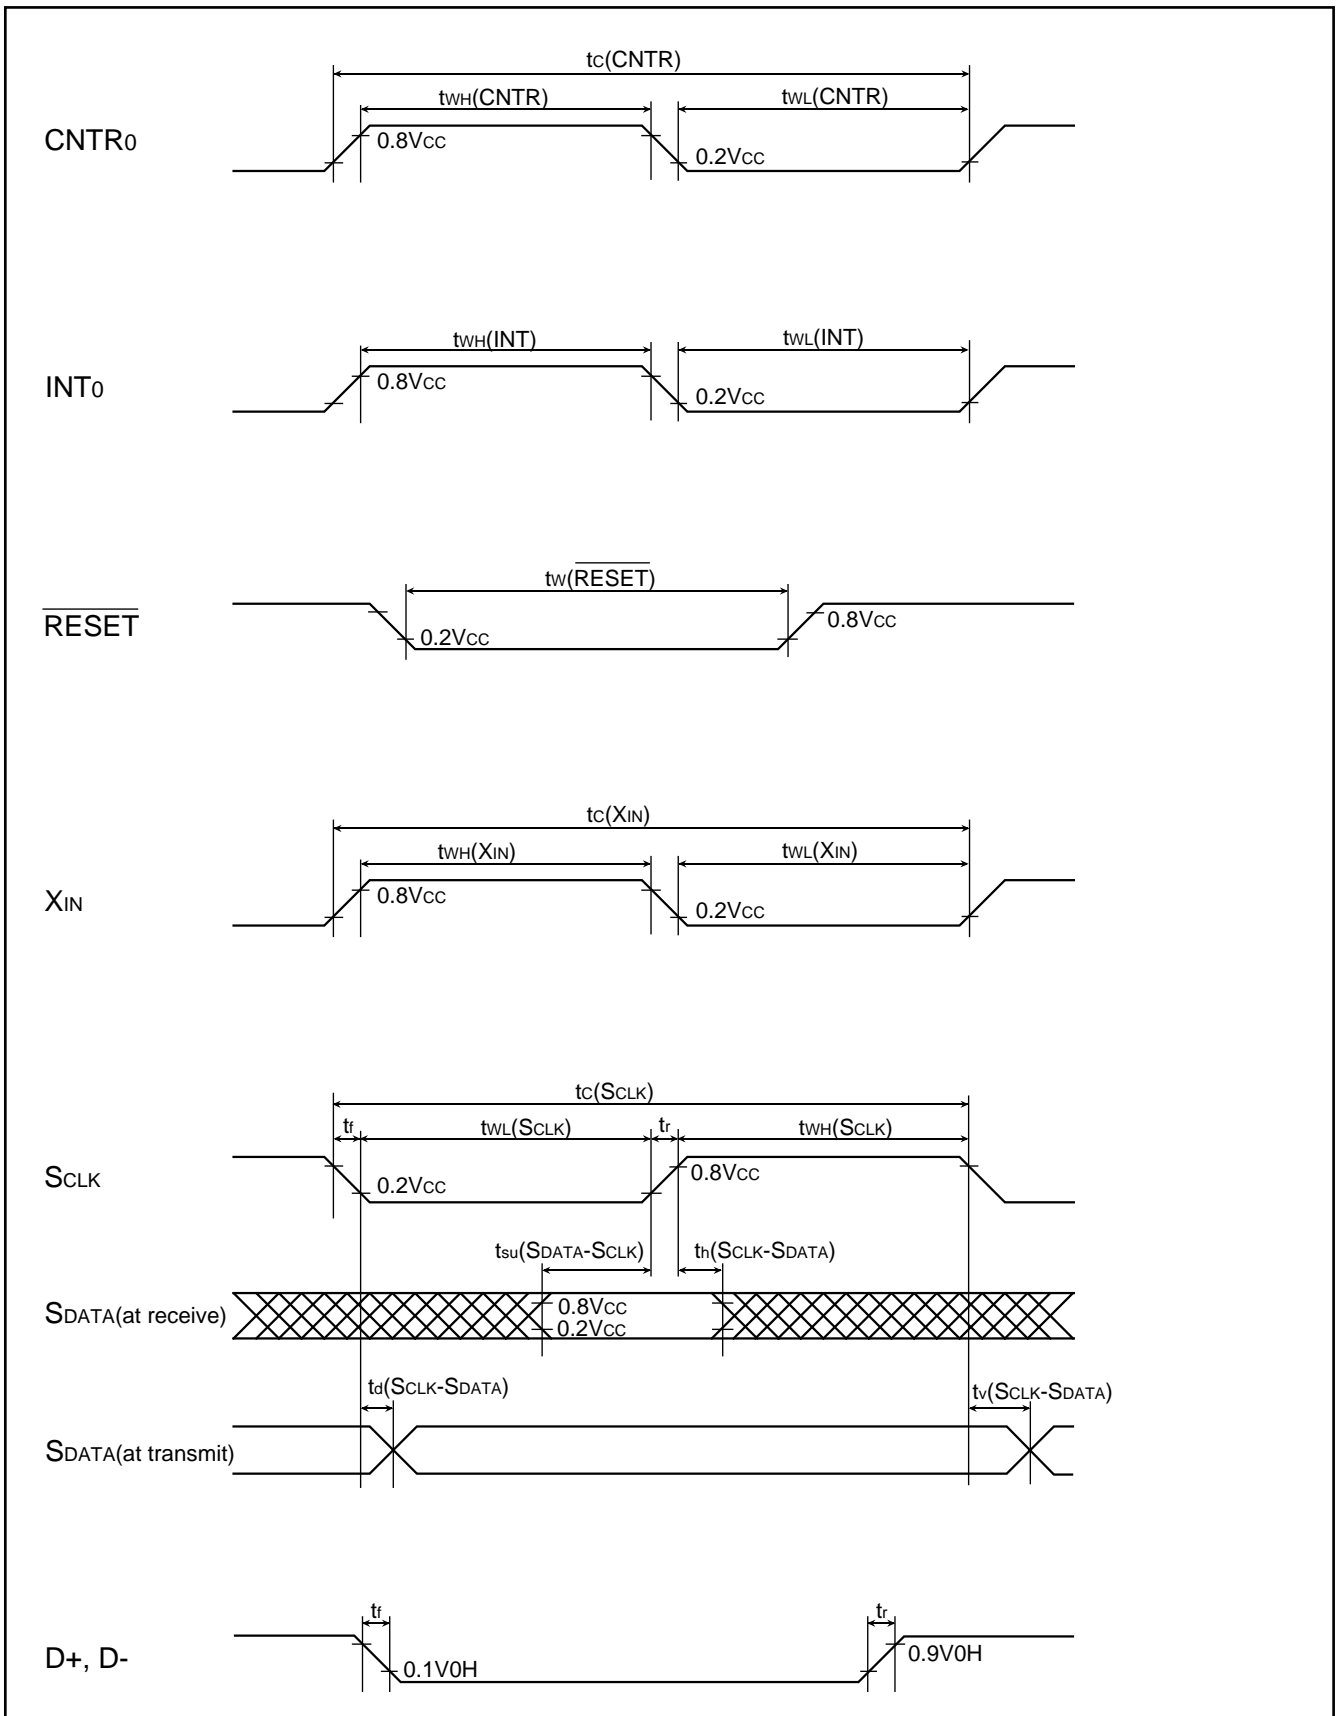 tC(CNTR)
tWH(CNTR)
tWL(CNTR)
CNTR0
0.8VCC
0.2VCC
tWH(INT)
tWL(INT)
INT0
0.8VCC
0.2VCC
tW(RESET)
RESET
0.2VCC
0.8VCC
tC(XIN)
tWH(XIN)
tWL(XIN)
XIN
0.8VCC
0.2VCC
tC(SCLK)
tf
tWL(SCLK)
tr
tWH(SCLK)
SCLK
0.2VCC
0.8VCC
tsu(SDATA-SCLK)
th(SCLK-SDATA)
SDATA(at receive)
0.8VCC
0.2VCC
td(SCLK-SDATA)
tv(SCLK-SDATA)
SDATA(at transmit)
tf
tr
D+, D-
0.1V0H
0.9V0H